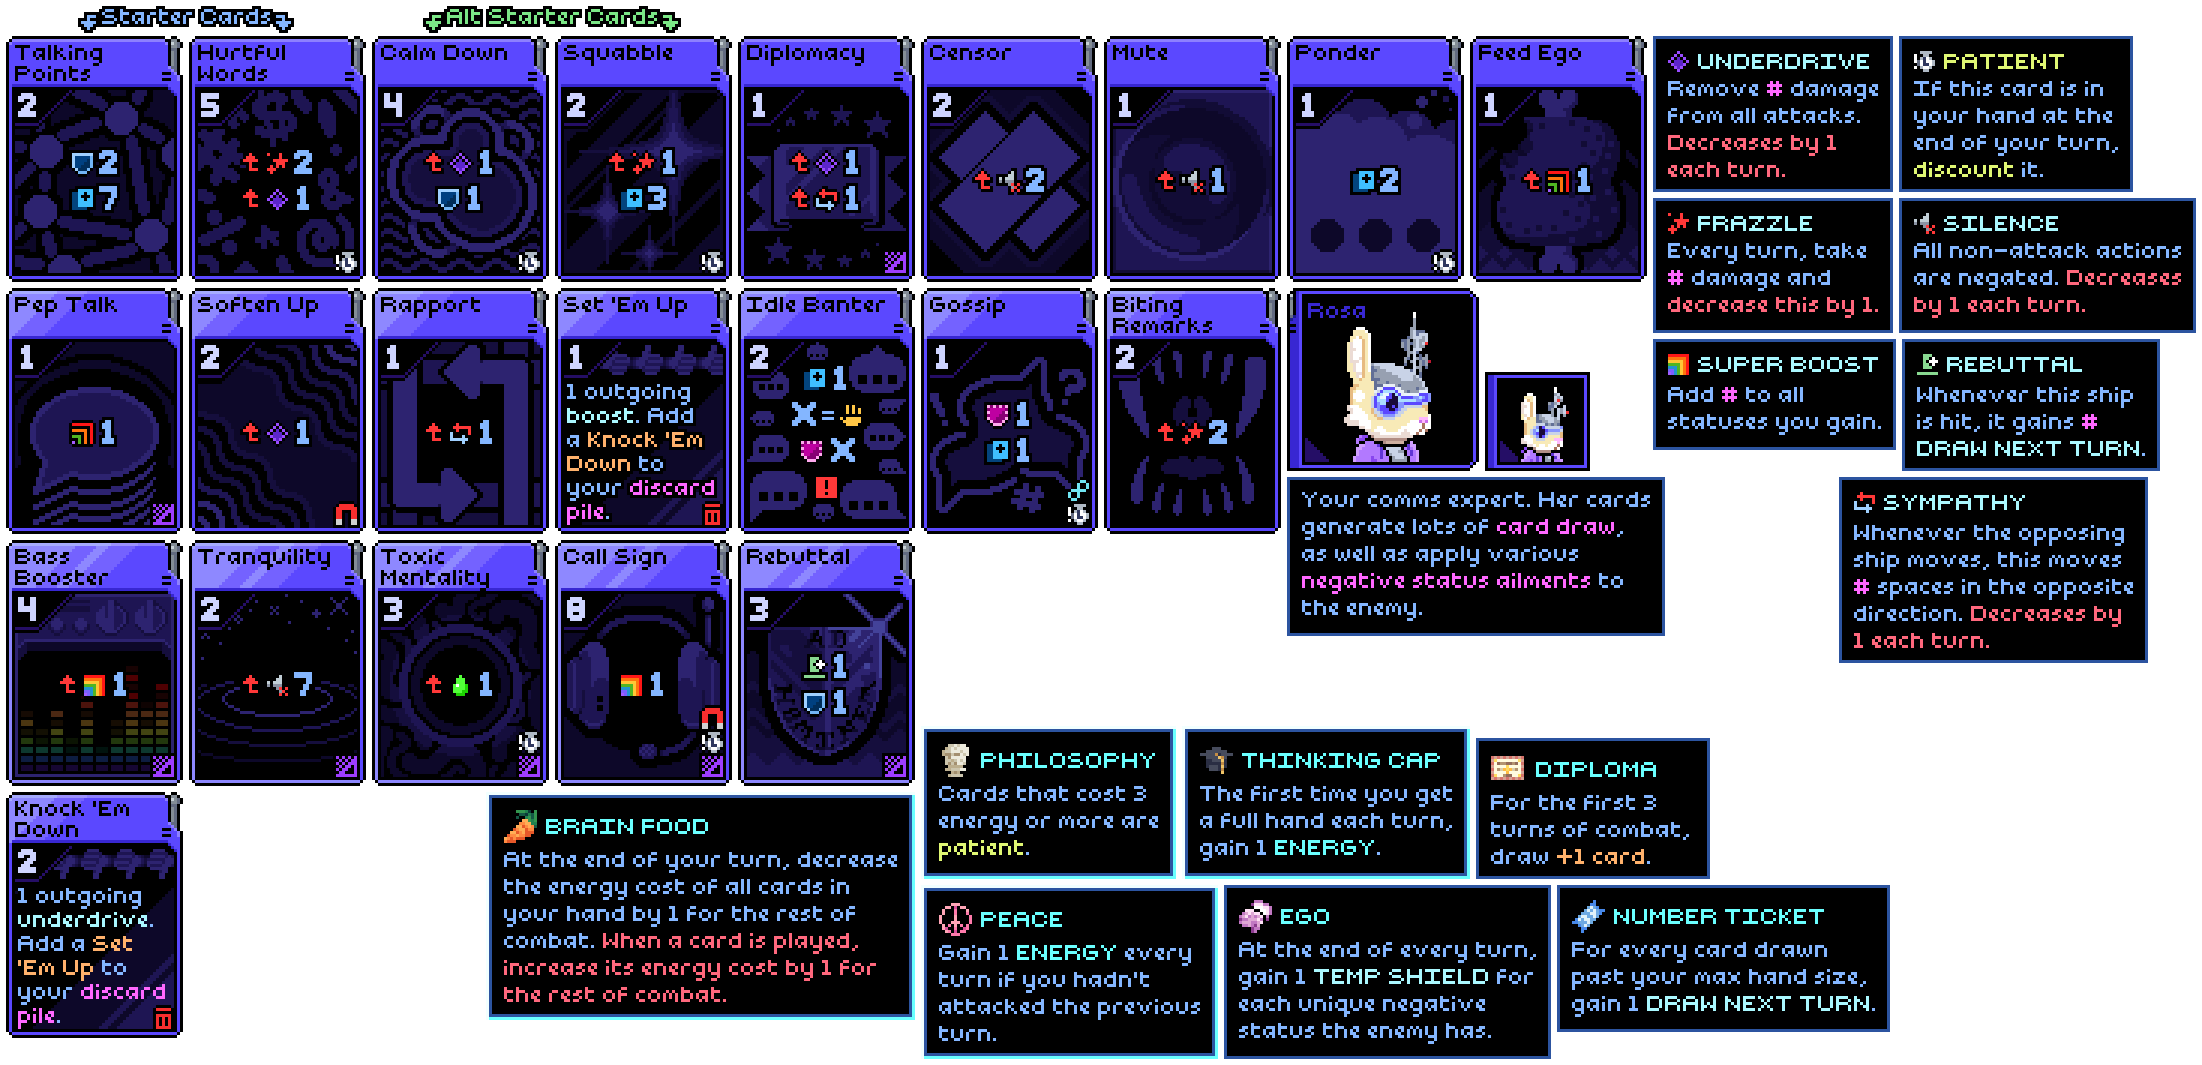 Starter Cards
Alt Starter Cards
Talking
Points
2
2
7
Hurtful
Words
5
2
1
Calm Down
4
1
1
Squabble
2
1
3
Diplomacy
1
1
1
Censor
2
2
Mute
1
1
Ponder
1
2
Feed Ego
1
1
UNDERDRIVE
Remove # damage
from all attacks.
Decreases by 1
each turn.
PATIENT
If this card is in
your hand at the
end of your turn,
discount it.
FRAZZLE
Every turn, take
# damage and
decrease this by 1.
SILENCE
All non-attack actions
are negated. Decreases
by 1 each turn.
Pep Talk
1
1
Soften Up
2
1
Rapport
1
1
Set 'Em Up
1
1 outgoing
boost. Add
a Knock 'Em
Down to
your discard
pile.
Idle Banter
2
1
=
!
Gossip
1
1
1
?
#
Biting
Remarks
2
2
Rosa
Your comms expert. Her cards
generate lots of card draw,
as well as apply various
negative status ailments to
the enemy.
SUPER BOOST
Add # to all
statuses you gain.
REBUTTAL
Whenever this ship
is hit, it gains #
DRAW NEXT TURN.
SYMPATHY
Whenever the opposing
ship moves, this moves
# spaces in the opposite
direction. Decreases by
1 each turn.
Bass
Booster
4
1
Tranquility
2
7
Toxic
Mentality
3
1
Call Sign
8
1
Rebuttal
3
1
1
Knock 'Em
Down
2
1 outgoing
underdrive.
Add a Set
'Em Up to
your discard
pile.
BRAIN FOOD
At the end of your turn, decrease
the energy cost of all cards in
your hand by 1 for the rest of
combat. When a card is played,
increase its energy cost by 1 for
the rest of combat.
PHILOSOPHY
Cards that cost 3
energy or more are
patient.
THINKING CAP
The first time you get
a full hand each turn,
gain 1 ENERGY.
DIPLOMA
For the first 3
turns of combat,
draw +1 card.
PEACE
Gain 1 ENERGY every
turn if you hadn't
attacked the previous
turn.
EGO
At the end of every turn,
gain 1 TEMP SHIELD for
each unique negative
status the enemy has.
NUMBER TICKET
For every card drawn
past your max hand size,
gain 1 DRAW NEXT TURN.